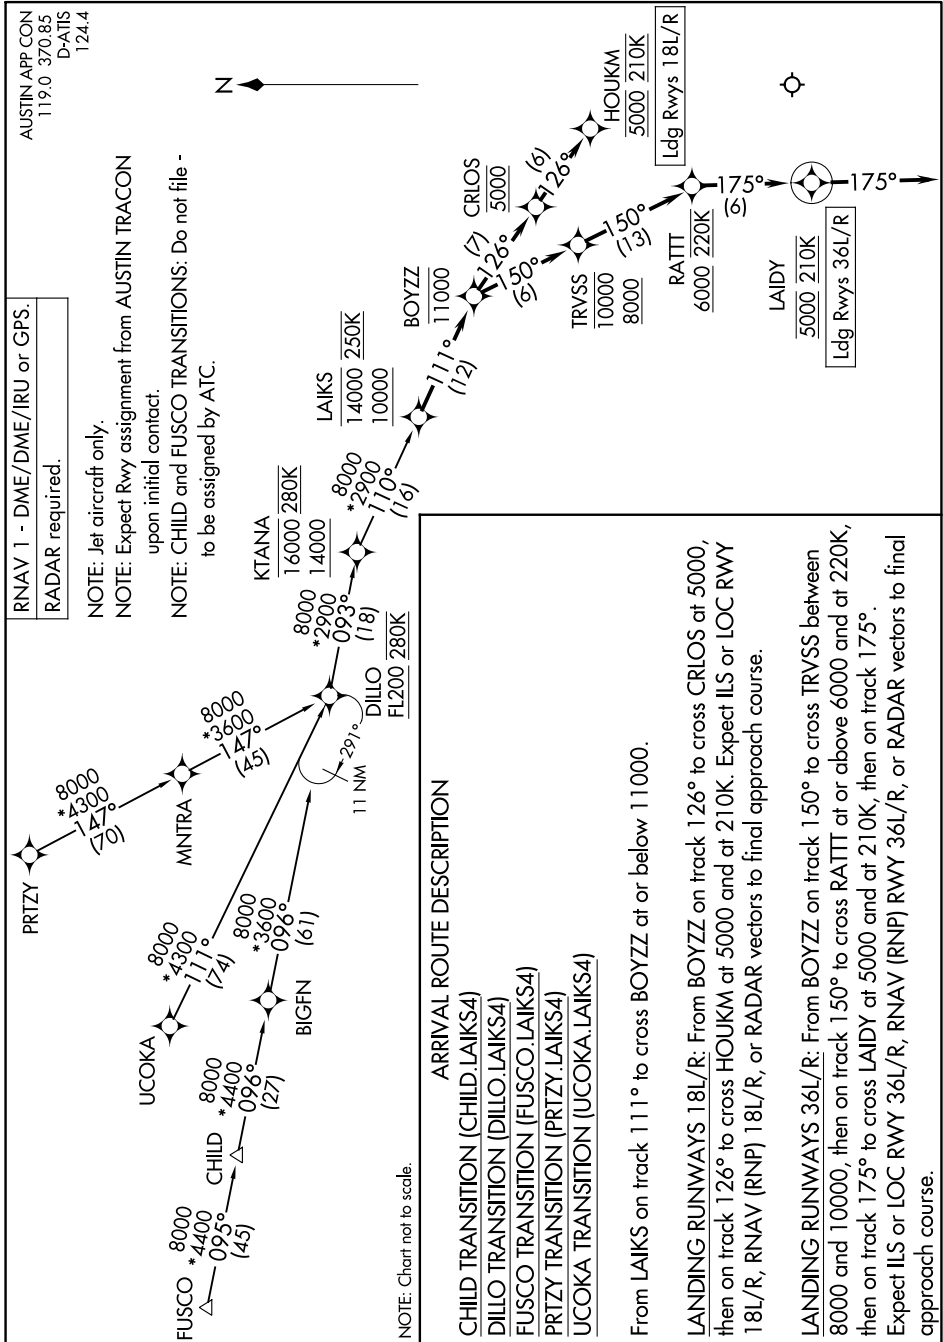 RNAV 1 - DME/DME/IRU or GPS.
RADAR required.
AUSTIN APP CON
119.0 370.85
D-ATIS
124.4
NOTE: Jet aircraft only.
NOTE: Expect Rwy assignment from AUSTIN TRACON
upon initial contact.
NOTE: CHILD and FUSCO TRANSITIONS: Do not file -
to be assigned by ATC.
N
PRTZY
8000
*4300
147°
(70)
MNTRA
8000
*3600
147°
(45)
UCOKA
8000
*4300
111°
(74)
FUSCO
8000
*4400
095°
(45)
CHILD
8000
*4400
096°
(27)
BIGFN
8000
*3600
096°
(61)
11 NM
291°
DILLO
FL200 280K
8000
*2900
093°
(18)
KTANA
16000 280K
14000
8000
*2900
110°
(16)
LAIKS
14000 250K
10000
111°
(12)
BOYZZ
11000
(7)
126°
CRLOS
5000
(6)
126°
HOUKM
5000 210K
Ldg Rwys 18L/R
150°
(6)
TRVSS
10000
8000
150°
(13)
RATTT
6000 220K
175°
(6)
LAIDY
5000 210K
Ldg Rwys 36L/R
175°
NOTE: Chart not to scale.
ARRIVAL ROUTE DESCRIPTION
CHILD TRANSITION (CHILD.LAIKS4)
DILLO TRANSITION (DILLO.LAIKS4)
FUSCO TRANSITION (FUSCO.LAIKS4)
PRTZY TRANSITION (PRTZY.LAIKS4)
UCOKA TRANSITION (UCOKA.LAIKS4)
From LAIKS on track 111° to cross BOYZZ at or below 11000.
LANDING RUNWAYS 18L/R: From BOYZZ on track 126° to cross CRLOS at 5000,
then on track 126° to cross HOUKM at 5000 and at 210K. Expect ILS or LOC RWY
18L/R, RNAV (RNP) 18L/R, or RADAR vectors to final approach course.
LANDING RUNWAYS 36L/R: From BOYZZ on track 150° to cross TRVSS between
8000 and 10000, then on track 150° to cross RATTT at or above 6000 and at 220K,
then on track 175° to cross LAIDY at 5000 and at 210K, then on track 175°.
Expect ILS or LOC RWY 36L/R, RNAV (RNP) RWY 36L/R, or RADAR vectors to final
approach course.